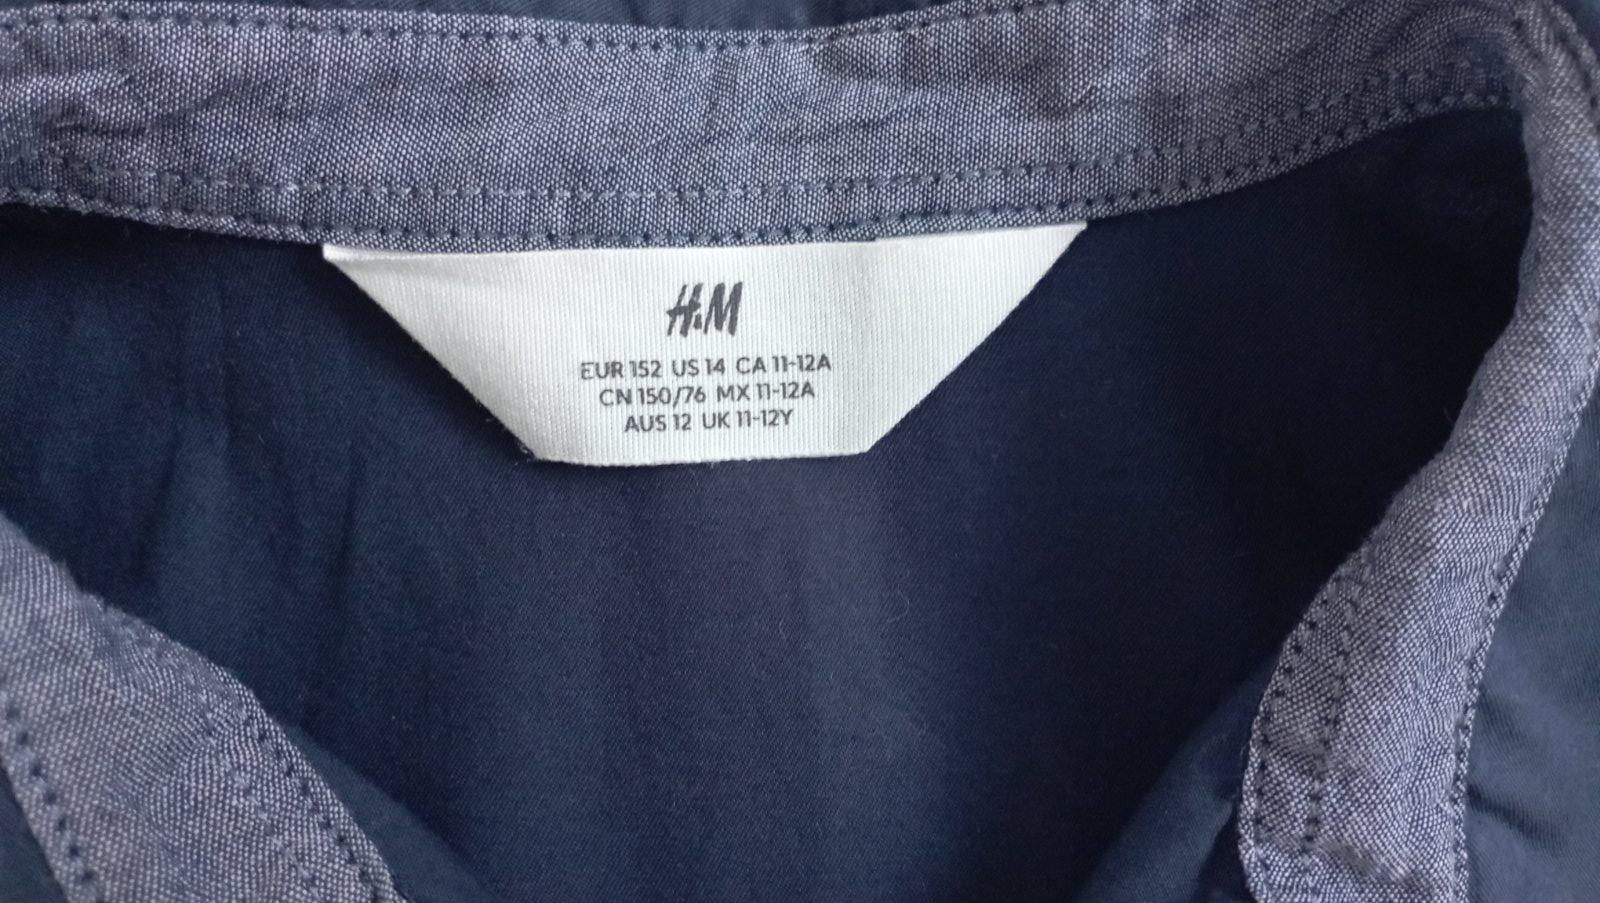 H&M
EUR 152 US 14 CA 11-12A
CN 150/76 MX 11-12A
AUS 12 UK 11-12Y